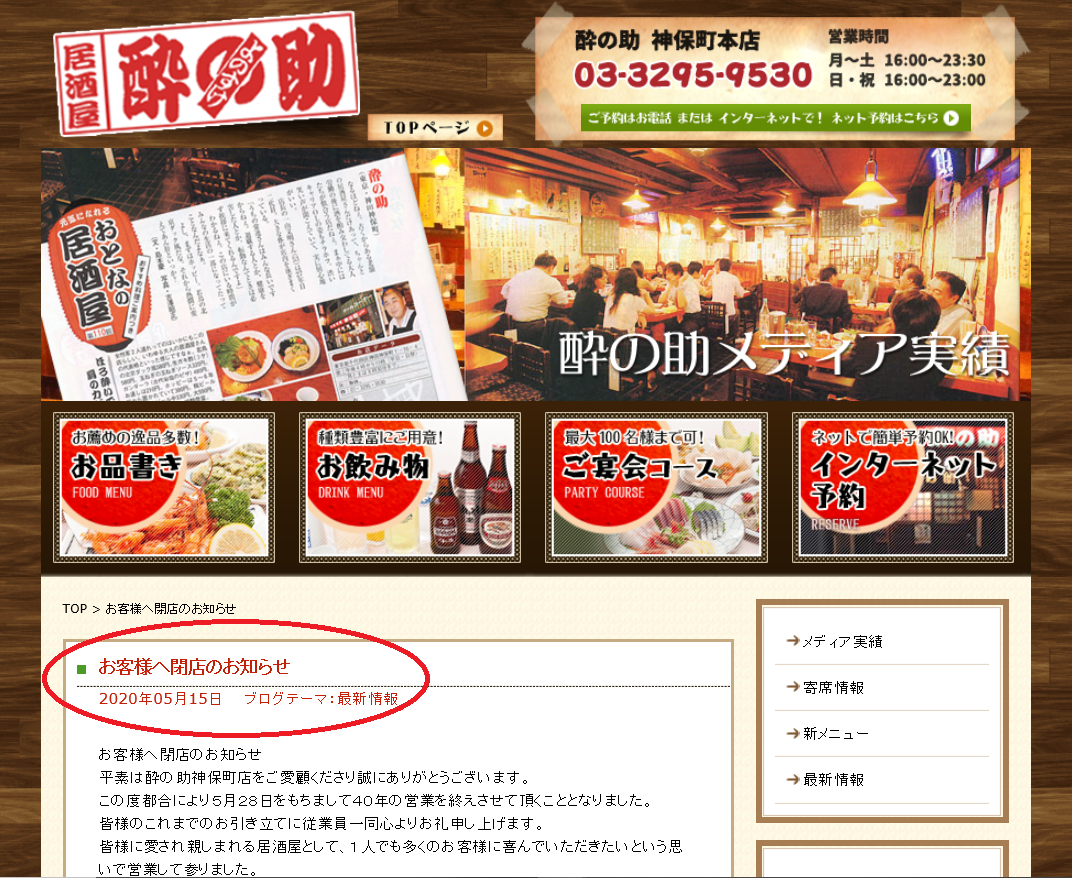 居酒屋
酔の助
よのすけ
TOPページ
酔の助 神保町本店
03-3295-9530
営業時間
月〜土 16:00〜23:30
日・祝 16:00〜23:00
ご予約はお電話 または インターネットで! ネット予約はこちら
元気になれる
おとなの
居酒屋
酔の助
酔の助メディア実績
お薦めの逸品多数!
お品書き
FOOD MENU
種類豊富にご用意!
お飲み物
DRINK MENU
最大100名様まで可!
ご宴会コース
PARTY COURSE
ネットで簡単予約OK!
インターネット
予約
RESERVE
TOP > お客様へ閉店のお知らせ
お客様へ閉店のお知らせ
2020年05月15日 ブログテーマ:最新情報
お客様へ閉店のお知らせ
平素は酔の助神保町店をご愛顧くださり誠にありがとうございます。
この度都合により5月28日をもちまして40年の営業を終えさせて頂くこととなりました。
皆様のこれまでのお引き立てに従業員一同心よりお礼申し上げます。
皆様に愛され親しまれる居酒屋として、1人でも多くのお客様に喜んでいただきたいという思
いで営業して参りました。
メディア実績
寄席情報
新メニュー
最新情報